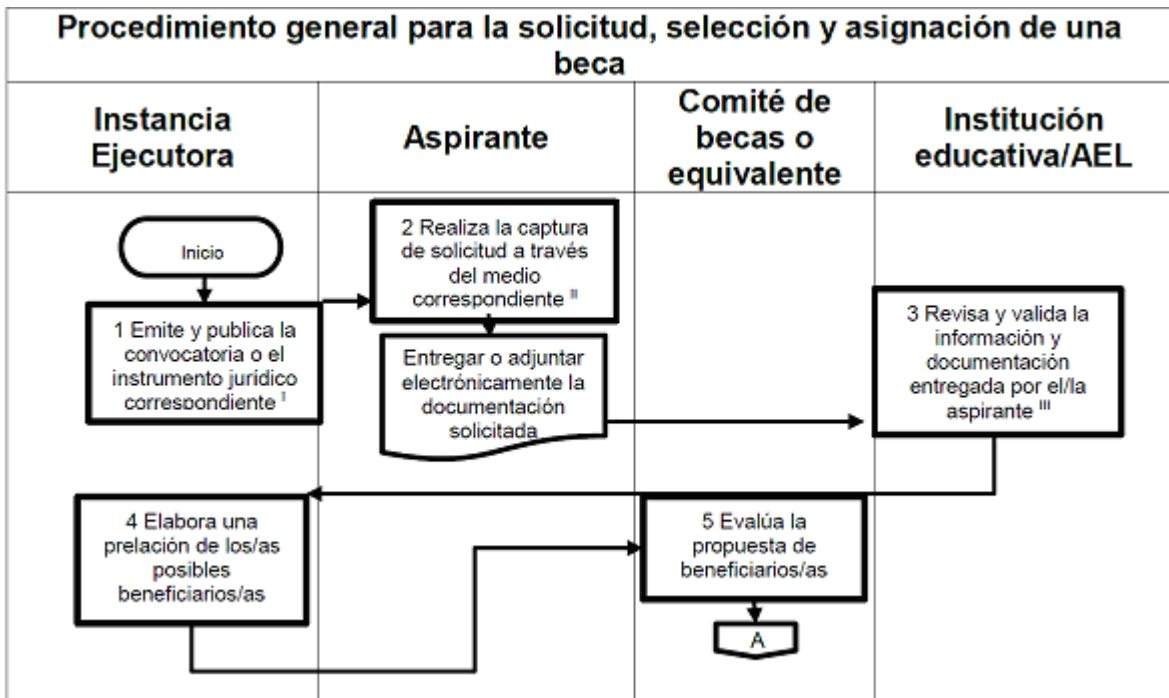 Procedimiento general para la solicitud, selección y asignación de una
beca
Instancia
Ejecutora
Aspirante
Comité de
becas o
equivalente
Institución
educativa/AEL
Inicio
1 Emite y publica la
convocatoria o el
instrumento jurídico
correspondiente I
2 Realiza la captura
de solicitud a través
del medio
correspondiente II
Entregar o adjuntar
electrónicamente la
documentación
solicitada
3 Revisa y valida la
información y
documentación
entregada por el/la
aspirante III
4 Elabora una
prelación de los/as
posibles
beneficiarios/as
5 Evalúa la
propuesta de
beneficiarios/as
A